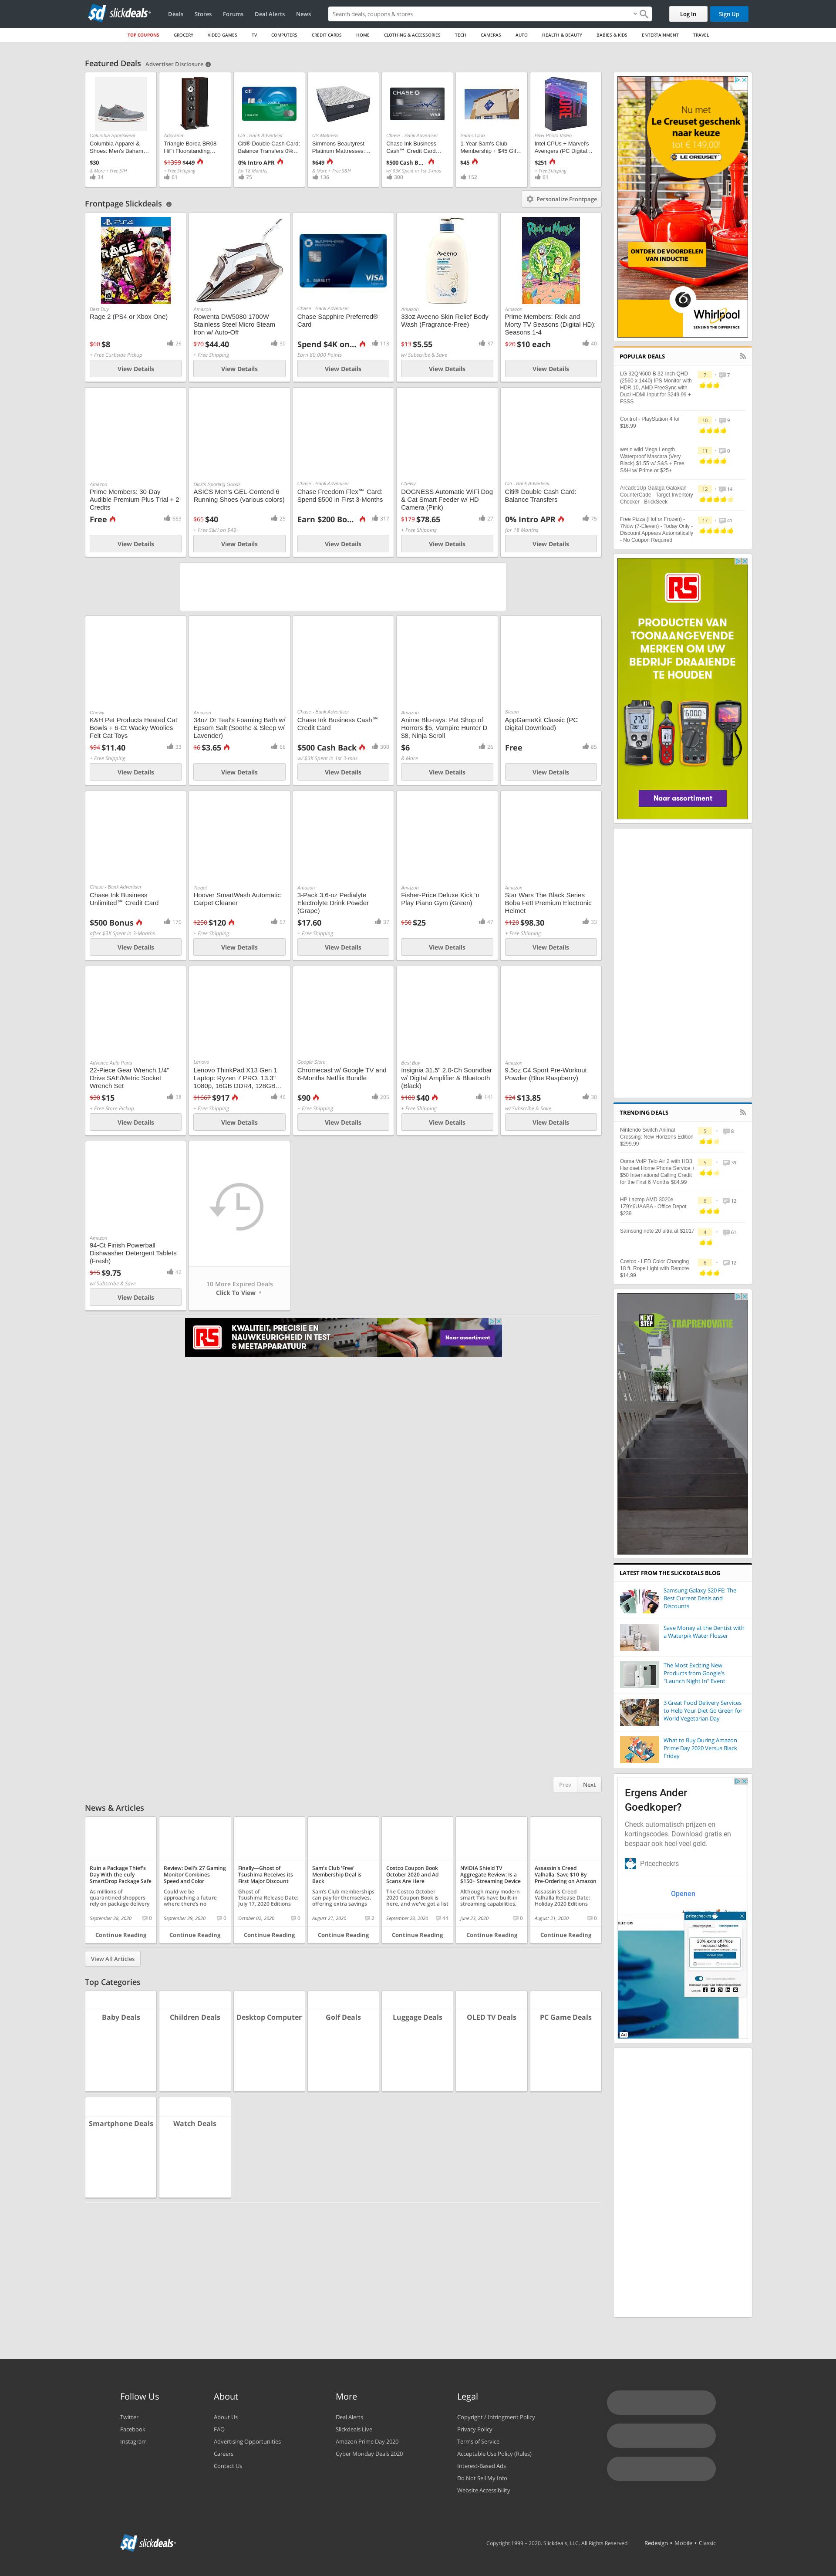 slickdeals
Deals
Stores
Forums
Deal Alerts
News
Search deals, coupons & stores
Log In
Sign Up
TOP COUPONS
GROCERY
VIDEO GAMES
TV
COMPUTERS
CREDIT CARDS
HOME
CLOTHING & ACCESSORIES
TECH
CAMERAS
AUTO
HEALTH & BEAUTY
BABIES & KIDS
ENTERTAINMENT
TRAVEL
Featured Deals
Advertiser Disclosure
Columbia Sportswear
Columbia Apparel &
Shoes: Men's Baham...
$30
& More + Free S/H
34
Adorama
Triangle Borea BR08
HiFi Floorstanding...
$1399 $449
+ Free Shipping
61
Citi - Bank Advertiser
Citi® Double Cash Card:
Balance Transfers 0%...
0% Intro APR
for 18 Months
75
US Mattress
Simmons Beautyrest
Platinum Mattresses:...
$649
& More + Free S&H
136
Chase - Bank Advertiser
Chase Ink Business
Cash℠ Credit Card...
$500 Cash B...
w/ $3K Spent in 1st 3-mos
300
Sam's Club
1-Year Sam's Club
Membership + $45 Gif...
$45
152
B&H Photo Video
Intel CPUs + Marvel's
Avengers (PC Digital...
$251
+ Free Shipping
61
Frontpage Slickdeals
Personalize Frontpage
Best Buy
Rage 2 (PS4 or Xbox One)
$60 $8
26
+ Free Curbside Pickup
View Details
Amazon
Rowenta DW5080 1700W
Stainless Steel Micro Steam
Iron w/ Auto-Off
$70 $44.40
30
+ Free Shipping
View Details
Chase - Bank Advertiser
Chase Sapphire Preferred®
Card
Spend $4K on...
113
Earn 80,000 Points
View Details
Amazon
33oz Aveeno Skin Relief Body
Wash (Fragrance-Free)
$13 $5.55
37
w/ Subscribe & Save
View Details
Amazon
Prime Members: Rick and
Morty TV Seasons (Digital HD):
Seasons 1-4
$20 $10 each
40
View Details
Amazon
Prime Members: 30-Day
Audible Premium Plus Trial + 2
Credits
Free
663
View Details
Dick's Sporting Goods
ASICS Men's GEL-Contend 6
Running Shoes (various colors)
$65 $40
25
+ Free S&H on $49+
View Details
Chase - Bank Advertiser
Chase Freedom Flex℠ Card:
Spend $500 in First 3-Months
Earn $200 Bo...
317
View Details
Chewy
DOGNESS Automatic WiFi Dog
& Cat Smart Feeder w/ HD
Camera (Pink)
$179 $78.65
27
+ Free Shipping
View Details
Citi - Bank Advertiser
Citi® Double Cash Card:
Balance Transfers
0% Intro APR
75
for 18 Months
View Details
Chewy
K&H Pet Products Heated Cat
Bowls + 6-Ct Wacky Woolies
Felt Cat Toys
$94 $11.40
33
+ Free Shipping
View Details
Amazon
34oz Dr Teal's Foaming Bath w/
Epsom Salt (Soothe & Sleep w/
Lavender)
$6 $3.65
66
View Details
Chase - Bank Advertiser
Chase Ink Business Cash℠
Credit Card
$500 Cash Back
300
w/ $3K Spent in 1st 3-mos
View Details
Amazon
Anime Blu-rays: Pet Shop of
Horrors $5, Vampire Hunter D
$8, Ninja Scroll
$6
26
& More
View Details
Steam
AppGameKit Classic (PC
Digital Download)
Free
85
View Details
Chase - Bank Advertiser
Chase Ink Business
Unlimited℠ Credit Card
$500 Bonus
170
after $3K Spent in 3-Months
View Details
Target
Hoover SmartWash Automatic
Carpet Cleaner
$250 $120
57
+ Free Shipping
View Details
Amazon
3-Pack 3.6-oz Pedialyte
Electrolyte Drink Powder
(Grape)
$17.60
37
+ Free Shipping
View Details
Amazon
Fisher-Price Deluxe Kick 'n
Play Piano Gym (Green)
$50 $25
47
+ Free Shipping
View Details
Amazon
Star Wars The Black Series
Boba Fett Premium Electronic
Helmet
$120 $98.30
33
+ Free Shipping
View Details
Advance Auto Parts
22-Piece Gear Wrench 1/4"
Drive SAE/Metric Socket
Wrench Set
$30 $15
38
+ Free Store Pickup
View Details
Lenovo
Lenovo ThinkPad X13 Gen 1
Laptop: Ryzen 7 PRO, 13.3"
1080p, 16GB DDR4, 128GB...
$1667 $917
46
+ Free Shipping
View Details
Google Store
Chromecast w/ Google TV and
6-Months Netflix Bundle
$90
205
+ Free Shipping
View Details
Best Buy
Insignia 31.5" 2.0-Ch Soundbar
w/ Digital Amplifier & Bluetooth
(Black)
$100 $40
141
+ Free Shipping
View Details
Amazon
9.5oz C4 Sport Pre-Workout
Powder (Blue Raspberry)
$24 $13.85
30
w/ Subscribe & Save
View Details
Amazon
94-Ct Finish Powerball
Dishwasher Detergent Tablets
(Fresh)
$15 $9.75
42
w/ Subscribe & Save
View Details
10 More Expired Deals
Click To View
RS
KWALITEIT, PRECISIE EN
NAUWKEURIGHEID IN TEST
& MEETAPPARATUUR
Naar assortiment
Prev
Next
News & Articles
Ruin a Package Thief's
Day With the eufy
SmartDrop Package Safe
As millions of
quarantined shoppers
rely on package delivery
September 28, 2020
0
Continue Reading
Review: Dell's 27 Gaming
Monitor Combines
Speed and Color
Could we be
approaching a future
where there's no
September 29, 2020
0
Continue Reading
Finally—Ghost of
Tsushima Receives its
First Major Discount
Ghost of
Tsushima Release Date:
July 17, 2020 Editions
October 02, 2020
0
Continue Reading
Sam's Club 'Free'
Membership Deal is
Back
Sam's Club memberships
can pay for themselves,
offering extra savings
August 27, 2020
2
Continue Reading
Costco Coupon Book
October 2020 and Ad
Scans Are Here
The Costco October
2020 Coupon Book is
here, and we've got a list
September 23, 2020
44
Continue Reading
NVIDIA Shield TV
Aggregate Review: Is a
$150+ Streaming Device
Although many modern
smart TVs have built-in
streaming capabilities,
June 23, 2020
0
Continue Reading
Assassin's Creed
Valhalla: Save $10 By
Pre-Ordering on Amazon
Assassin's Creed
Valhalla Release Date:
Holiday 2020 Editions
August 21, 2020
0
Continue Reading
View All Articles
Top Categories
Baby Deals
Children Deals
Desktop Computer
Golf Deals
Luggage Deals
OLED TV Deals
PC Game Deals
Smartphone Deals
Watch Deals
Nu met
Le Creuset geschenk
naar keuze
tot € 149,00!
LE CREUSET
ONTDEK DE VOORDELEN
VAN INDUCTIE
Whirlpool
SENSING THE DIFFERENCE
POPULAR DEALS
LG 32QN600-B 32-Inch QHD
(2560 x 1440) IPS Monitor with
HDR 10, AMD FreeSync with
Dual HDMI Input for $249.99 +
FSSS
7
7
Control - PlayStation 4 for
$16.99
10
9
wet n wild Mega Length
Waterproof Mascara (Very
Black) $1.55 w/ S&S + Free
S&H w/ Prime or $25+
11
0
Arcade1Up Galaga Galaxian
CounterCade - Target Inventory
Checker - BrickSeek
12
14
Free Pizza (Hot or Frozen) -
7Now (7-Eleven) - Today Only -
Discount Appears Automatically
- No Coupon Required
17
41
RS
PRODUCTEN VAN
TOONAANGEVENDE
MERKEN OM UW
BEDRIJF DRAAIENDE
TE HOUDEN
Naar assortiment
TRENDING DEALS
Nintendo Switch Animal
Crossing: New Horizons Edition
$299.99
5
8
Ooma VoIP Telo Air 2 with HD3
Handset Home Phone Service +
$50 International Calling Credit
for the First 6 Months $84.99
5
39
HP Laptop AMD 3020e
1Z9Y8UAABA - Office Depot
$239
6
12
Samsung note 20 ultra at $1017
4
61
Costco - LED Color Changing
18 ft. Rope Light with Remote
$14.99
6
12
NEXT STEP
TRAPRENOVATIE
LATEST FROM THE SLICKDEALS BLOG
Samsung Galaxy S20 FE: The
Best Current Deals and
Discounts
Save Money at the Dentist with
a Waterpik Water Flosser
The Most Exciting New
Products from Google's
"Launch Night In" Event
3 Great Food Delivery Services
to Help Your Diet Go Green for
World Vegetarian Day
What to Buy During Amazon
Prime Day 2020 Versus Black
Friday
Ergens Ander
Goedkoper?
Check automatisch prijzen en
kortingscodes. Download gratis en
bespaar ook heel veel geld.
Pricecheckrs
Openen
Ad
Follow Us
Twitter
Facebook
Instagram
About
About Us
FAQ
Advertising Opportunities
Careers
Contact Us
More
Deal Alerts
Slickdeals Live
Amazon Prime Day 2020
Cyber Monday Deals 2020
Legal
Copyright / Infringment Policy
Privacy Policy
Terms of Service
Acceptable Use Policy (Rules)
Interest-Based Ads
Do Not Sell My Info
Website Accessibility
slickdeals
Copyright 1999 – 2020. Slickdeals, LLC. All Rights Reserved.
Redesign • Mobile • Classic